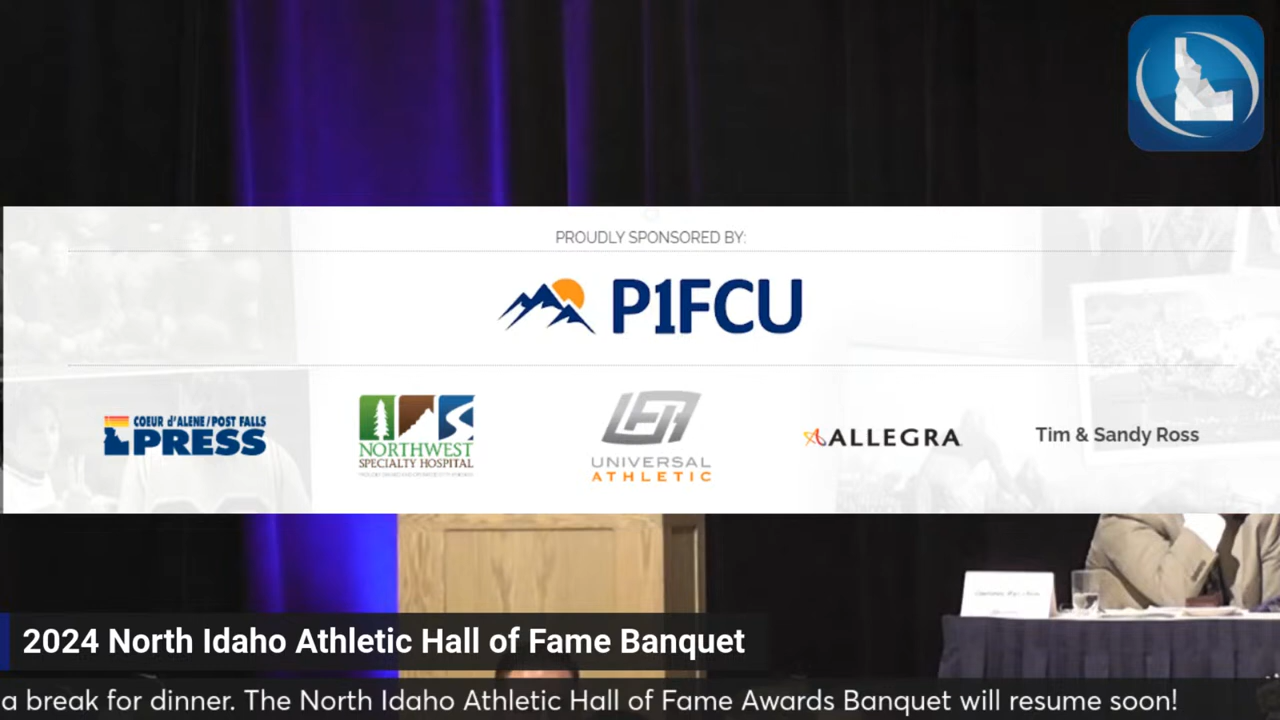 PROUDLY SPONSORED BY:
P1FCU
COEUR d'ALENE/POST FALLS
PRESS
NORTHWEST
SPECIALTY HOSPITAL
UNIVERSAL
ATHLETIC
ALLEGRA
Tim & Sandy Ross
2024 North Idaho Athletic Hall of Fame Banquet
a break for dinner. The North Idaho Athletic Hall of Fame Awards Banquet will resume soon!